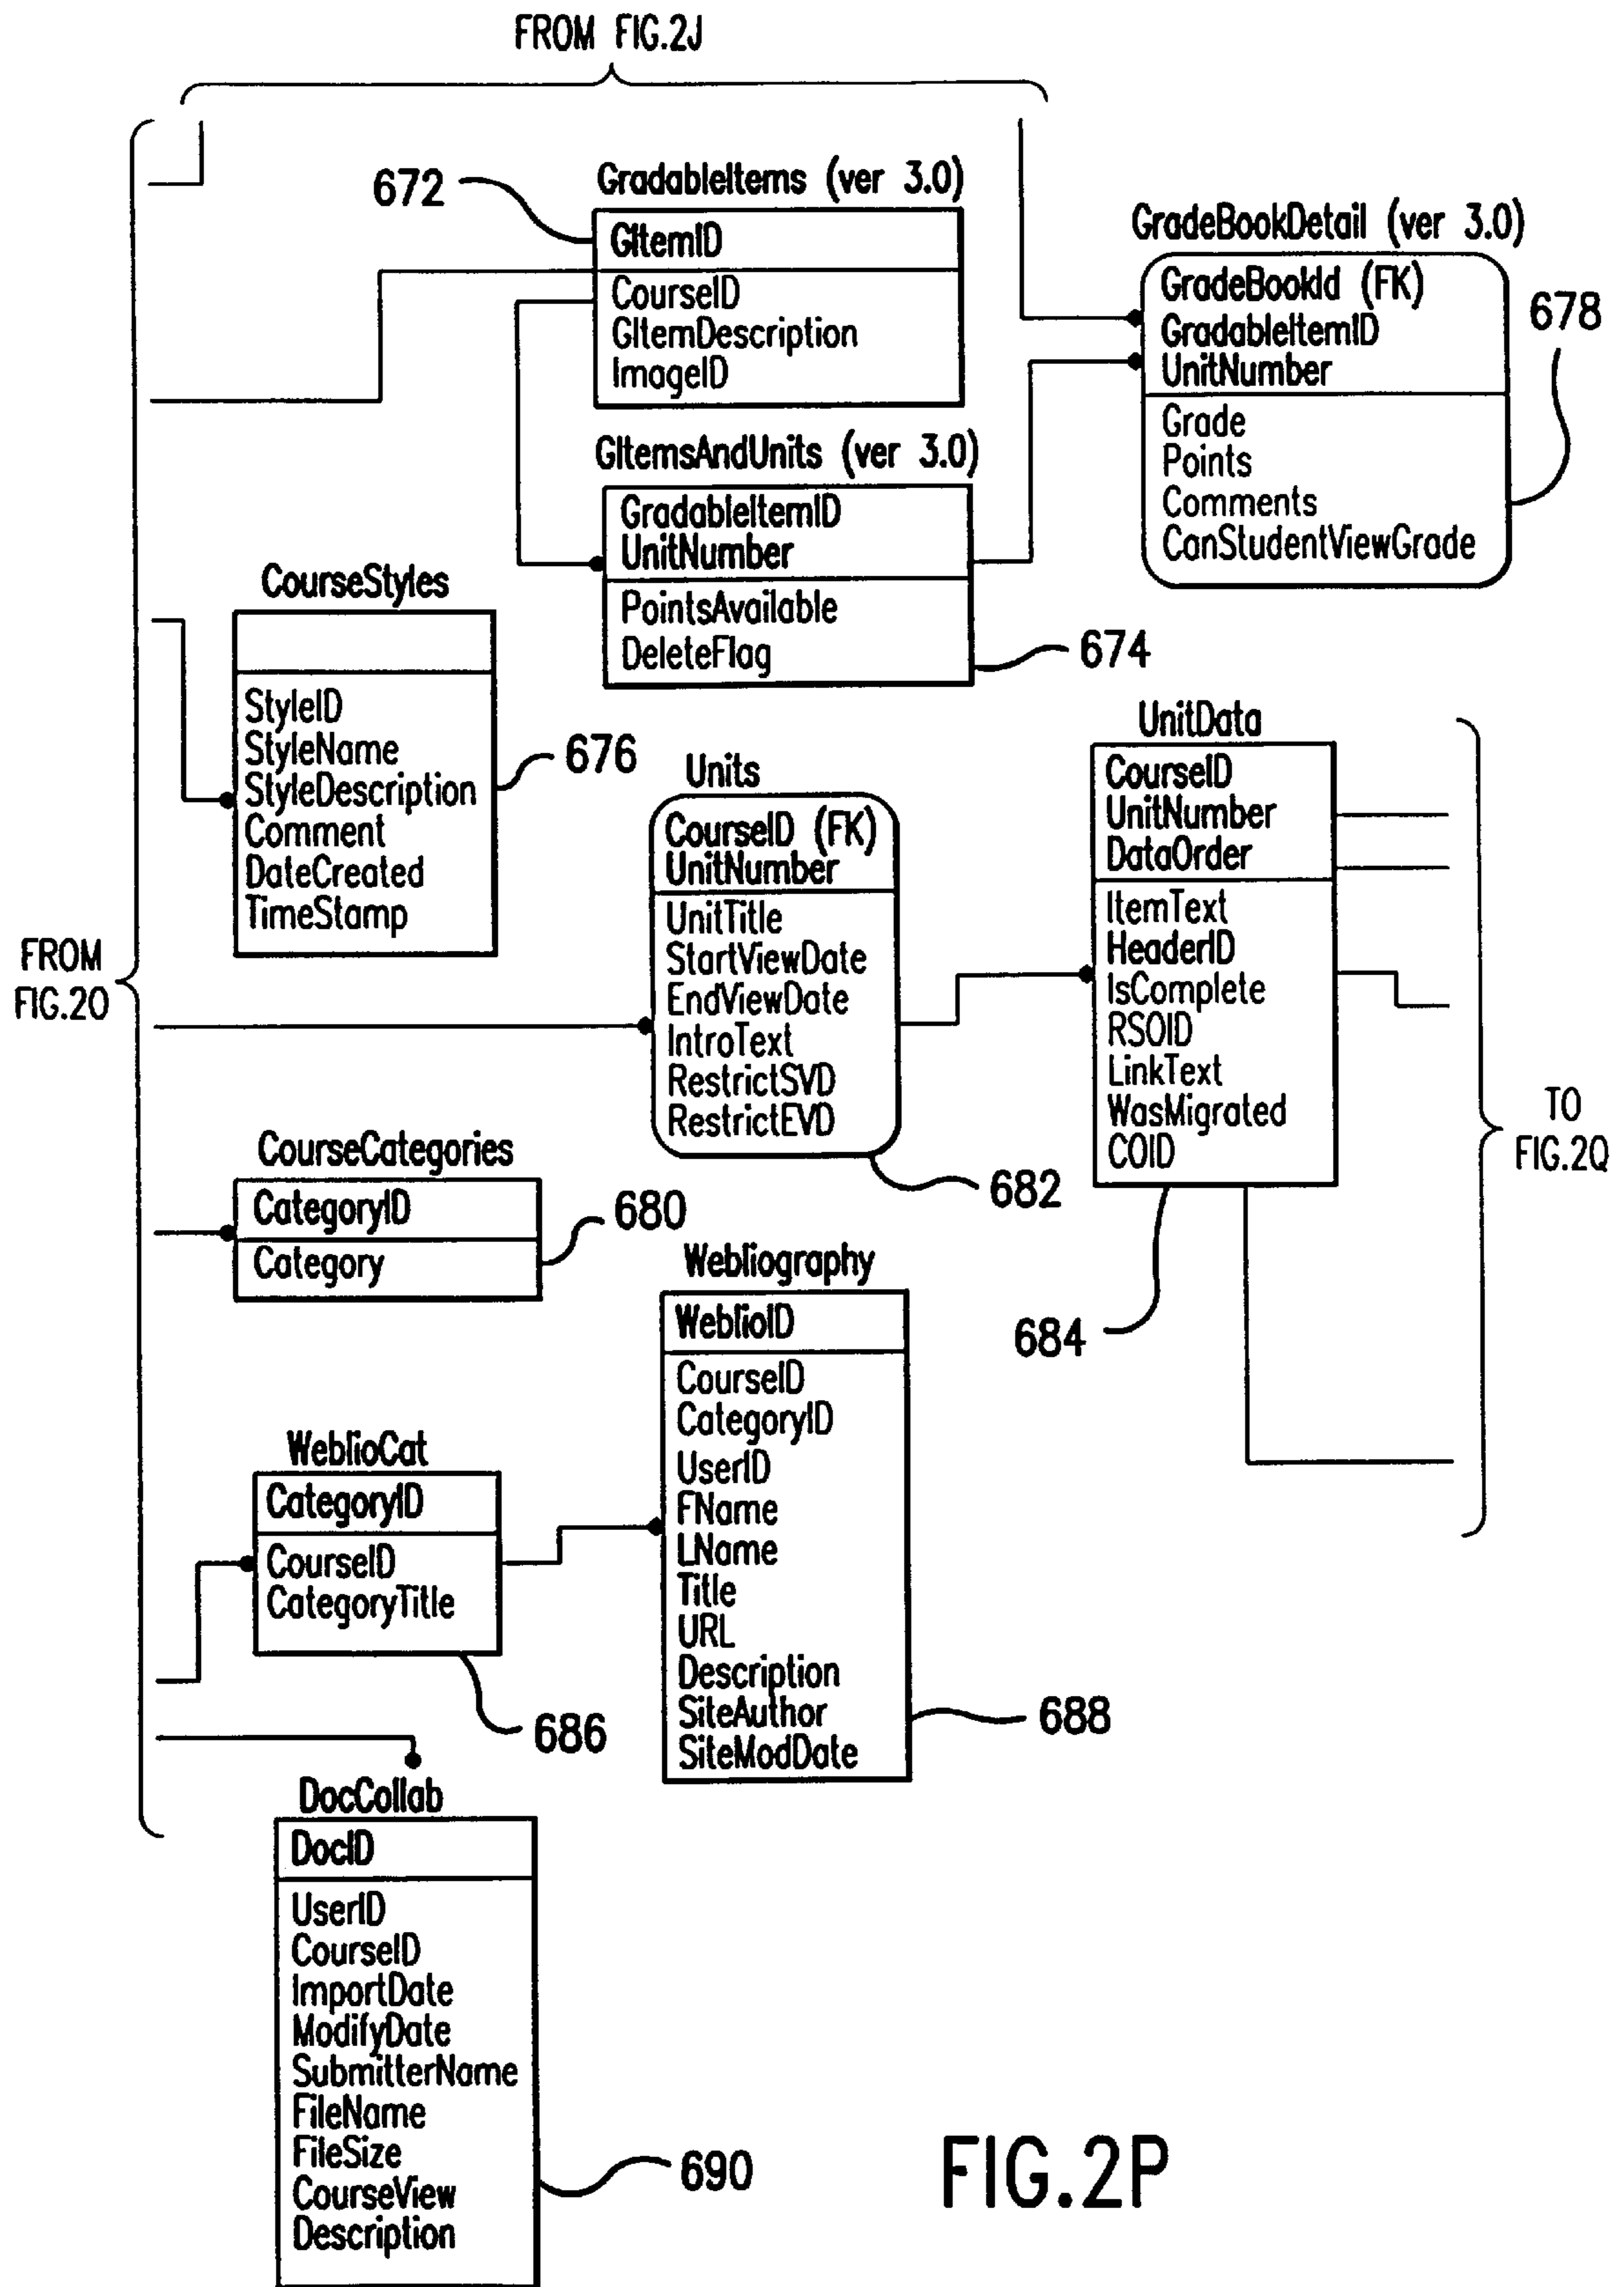 FROM FIG.2J
672
GradableItems (ver 3.0)
GItemID
CourseID
GItemDescription
ImageID
GradeBookDetail (ver 3.0)
GradeBookId (FK)
GradableItemID
UnitNumber
Grade
Points
Comments
CanStudentViewGrade
678
GItemsAndUnits (ver 3.0)
GradableItemID
UnitNumber
PointsAvailable
DeleteFlag
674
CourseStyles
StyleID
StyleName
StyleDescription
Comment
DateCreated
TimeStamp
676
FROM
FIG.2O
Units
CourseID (FK)
UnitNumber
UnitTitle
StartViewDate
EndViewDate
IntroText
RestrictSVD
RestrictEVD
682
UnitData
CourseID
UnitNumber
DataOrder
ItemText
HeaderID
IsComplete
RSOID
LinkText
WasMigrated
COID
684
TO
FIG.2Q
CourseCategories
CategoryID
Category
680
Webliography
WeblioID
CourseID
CategoryID
UserID
FName
LName
Title
URL
Description
SiteAuthor
SiteModDate
688
WeblioCat
CategoryID
CourseID
CategoryTitle
686
DocCollab
DocID
UserID
CourseID
ImportDate
ModifyDate
SubmitterName
FileName
FileSize
CourseView
Description
690
FIG.2P